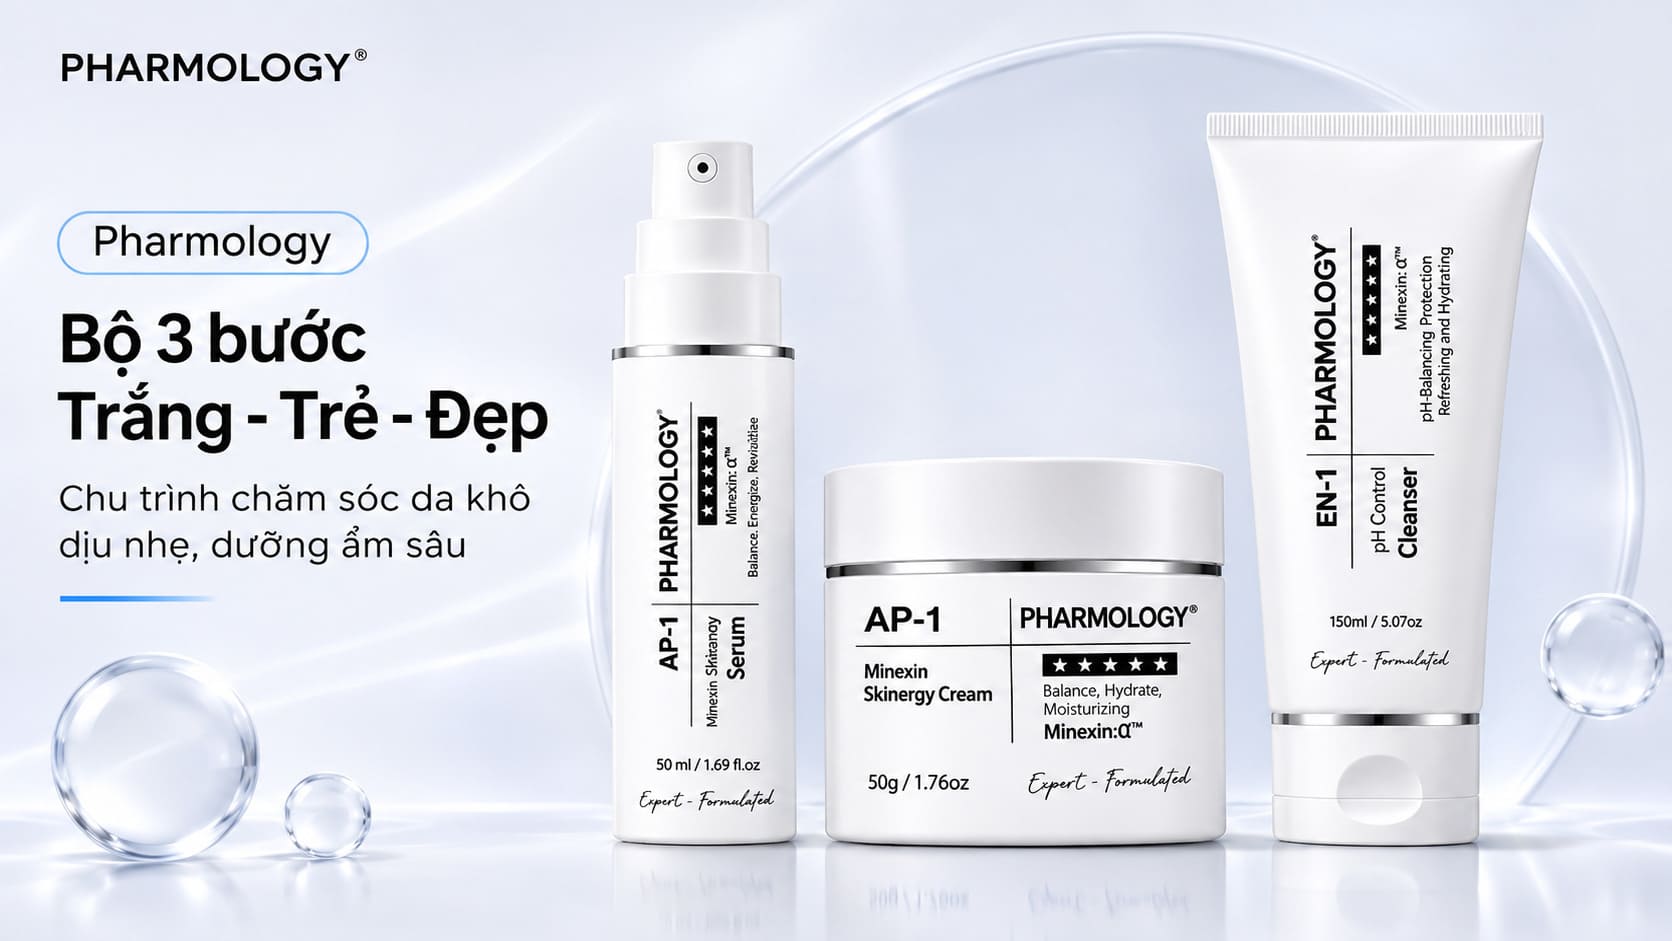 PHARMOLOGY®
Pharmology
Bộ 3 bước
Trắng - Trẻ - Đẹp
Chu trình chăm sóc da khô
dịu nhẹ, dưỡng ẩm sâu
AP-1 PHARMOLOGY®
Minexin
Serum
★★★★★
Minexin: α™
Balance. Energize.
50 ml / 1.69 fl.oz
Expert - Formulated
AP-1
PHARMOLOGY®
Minexin
Skinergy Cream
★★★★★
Balance, Hydrate,
Moisturizing
Minexin:α™
50g / 1.76oz
Expert - Formulated
EN-1 PHARMOLOGY®
pH Control
Cleanser
★★★★★
Minexin: α™
pH-Balancing Protection
Refreshing and Hydrating
150ml / 5.07oz
Expert - Formulated